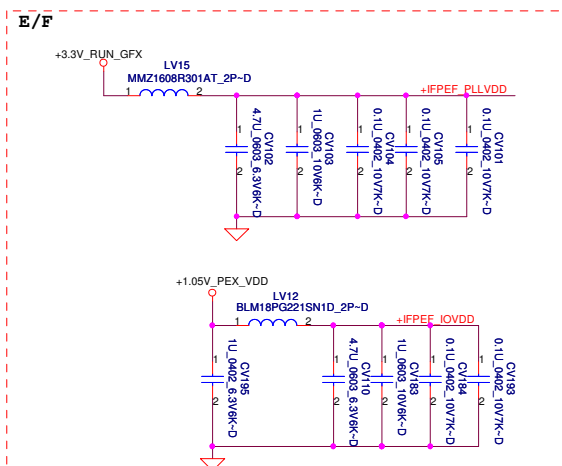 E/F
+3.3V_RUN_GFX
LV15
MMZ1608R301AT_2P~D
1 2
+IFPEF_PLLVDD
1
2
CV102
4.7U_0603_6.3V6K~D
1
2
CV103
1U_0603_10V6K~D
1
2
CV104
0.1U_0402_10V7K~D
1
2
CV105
0.1U_0402_10V7K~D
1
2
CV101
0.1U_0402_10V7K~D
+1.05V_PEX_VDD
LV12
BLM18PG221SN1D_2P~D
1 2
+IFPEF_IOVDD
1
2
CV195
1U_0402_6.3V6K~D
1
2
CV110
4.7U_0603_6.3V6K~D
1
2
CV183
1U_0603_10V6K~D
1
2
CV184
0.1U_0402_10V7K~D
1
2
CV193
0.1U_0402_10V7K~D